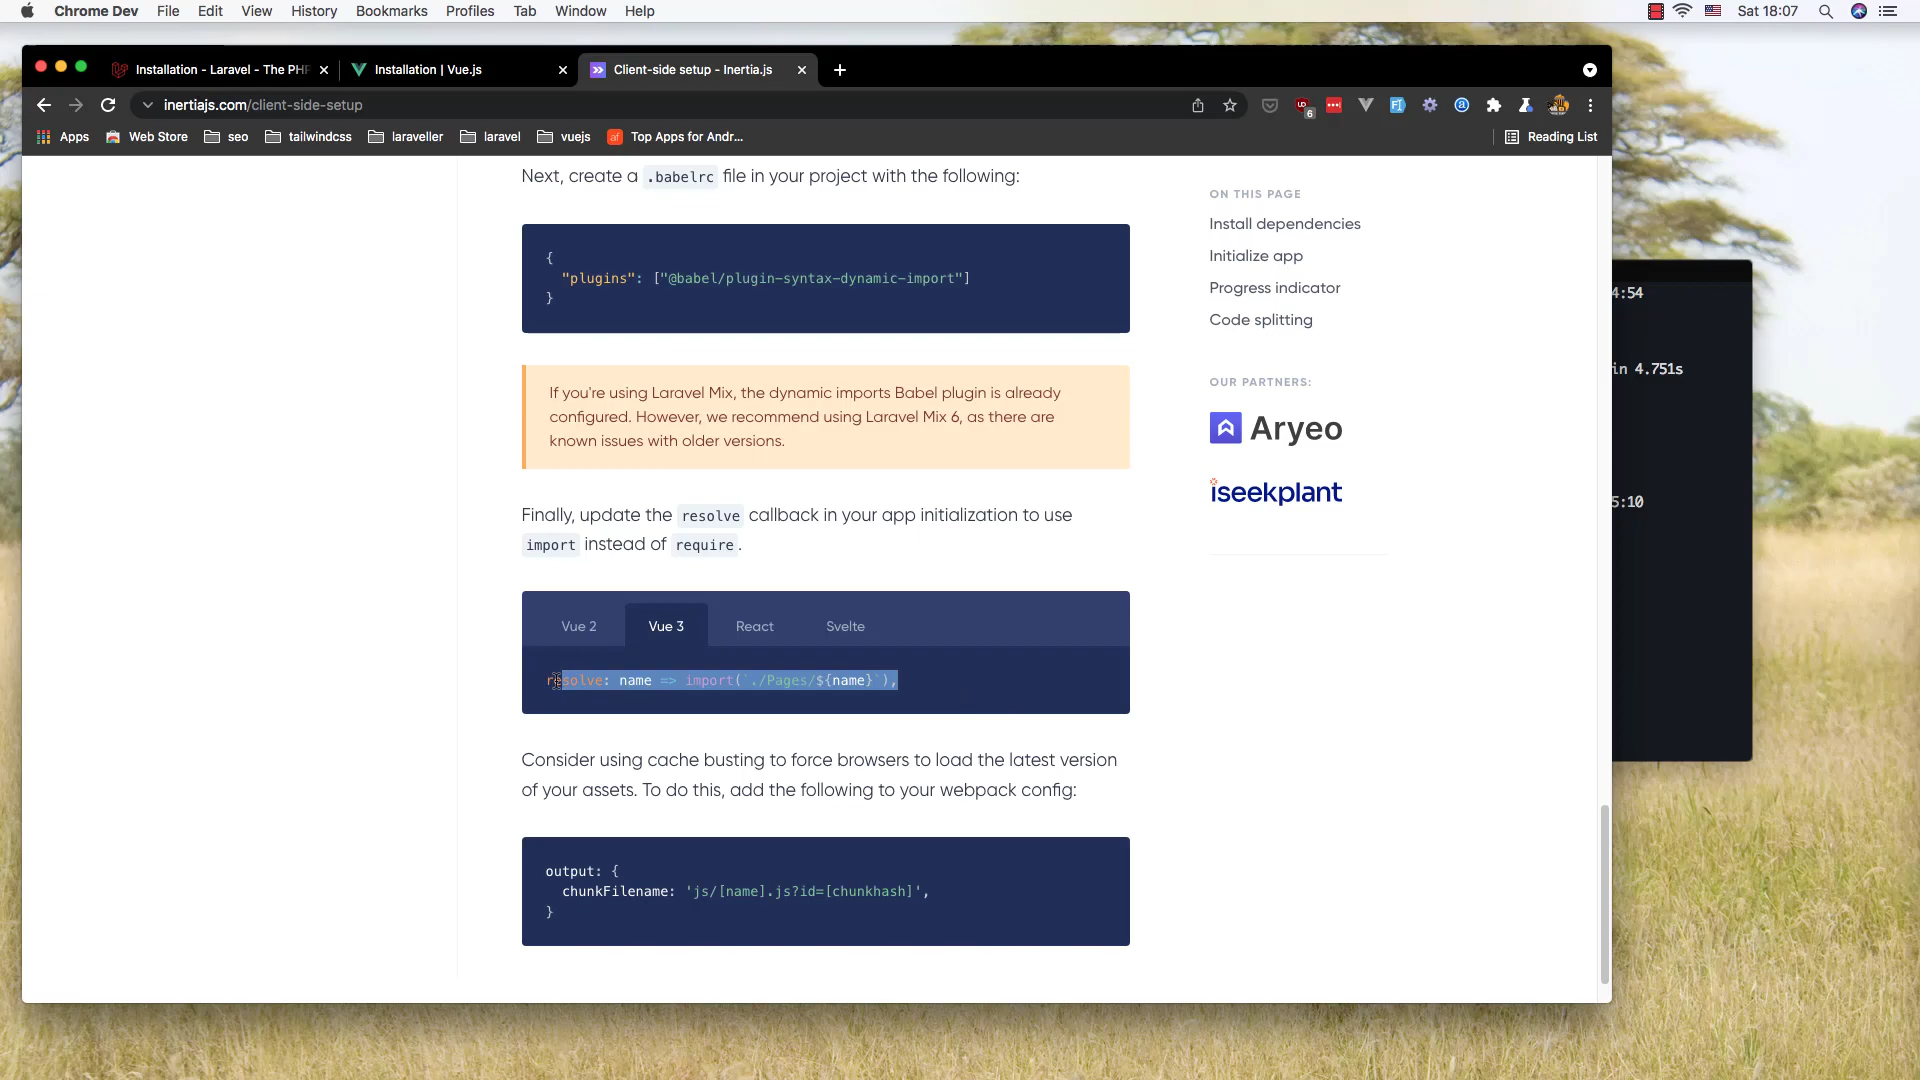 Chrome Dev File Edit View History Bookmarks Profiles Tab Window Help Sat 18:07
Installation - Laravel - The PHP Installation | Vue.js Client-side setup - Inertia.js
inertiajs.com/client-side-setup
6
Apps Web Store seo tailwindcss laraveller laravel vuejs Top Apps for Andr... Reading List
Next, create a .babelrc file in your project with the following:
{
"plugins": ["@babel/plugin-syntax-dynamic-import"]
}
If you're using Laravel Mix, the dynamic imports Babel plugin is already
configured. However, we recommend using Laravel Mix 6, as there are
known issues with older versions.
Finally, update the resolve callback in your app initialization to use
import instead of require.
Vue 2 Vue 3 React Svelte
resolve: name => import(`./Pages/${name}`),
Consider using cache busting to force browsers to load the latest version
of your assets. To do this, add the following to your webpack config:
output: {
chunkFilename: 'js/[name].js?id=[chunkhash]',
}
ON THIS PAGE
Install dependencies
Initialize app
Progress indicator
Code splitting
OUR PARTNERS:
Aryeo
iseekplant
4:54
in 4.751s
5:10